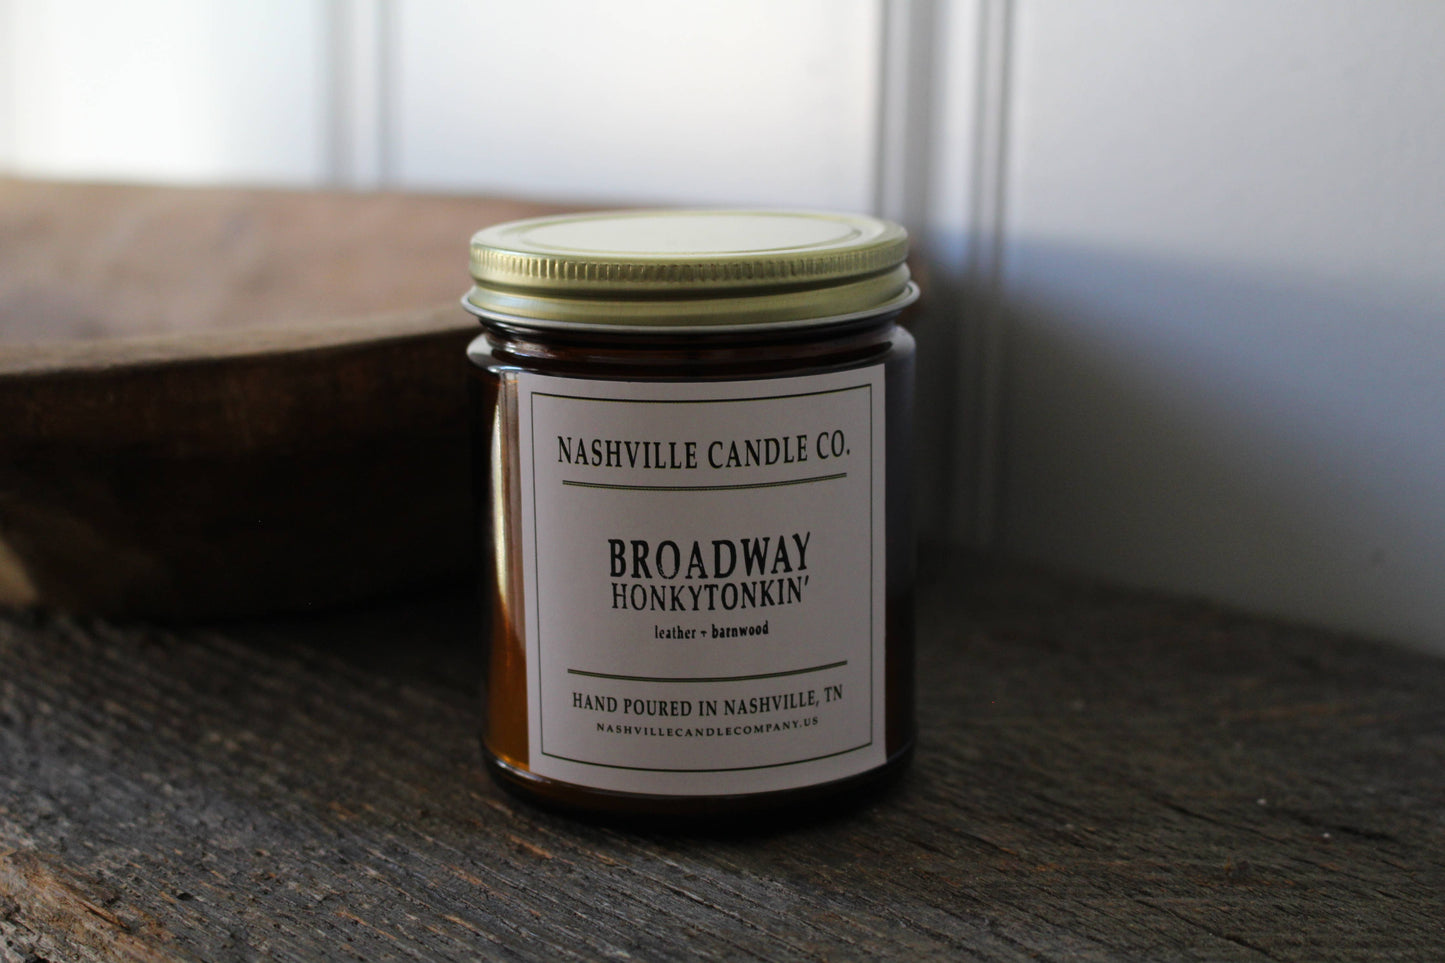 NASHVILLE CANDLE CO.
BROADWAY
HONKYTONKIN'
leather + barnwood
HAND POURED IN NASHVILLE, TN
NASHVILLECANDLECOMPANY.US